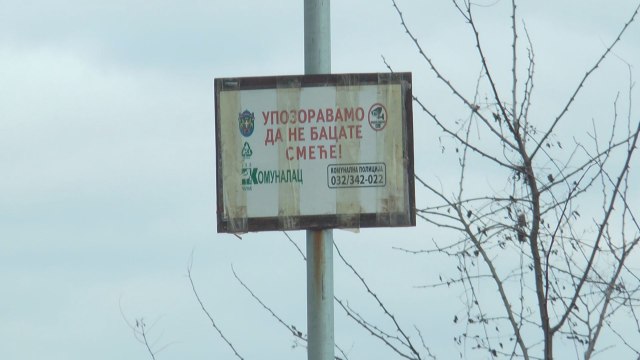 УПОЗОРАВАМО
ДА НЕ БАЦАТЕ
СМЕЋЕ!
КОМУНАЛАЦ
КОМУНАЛНА ПОЛИЦИЈА
032/342-022